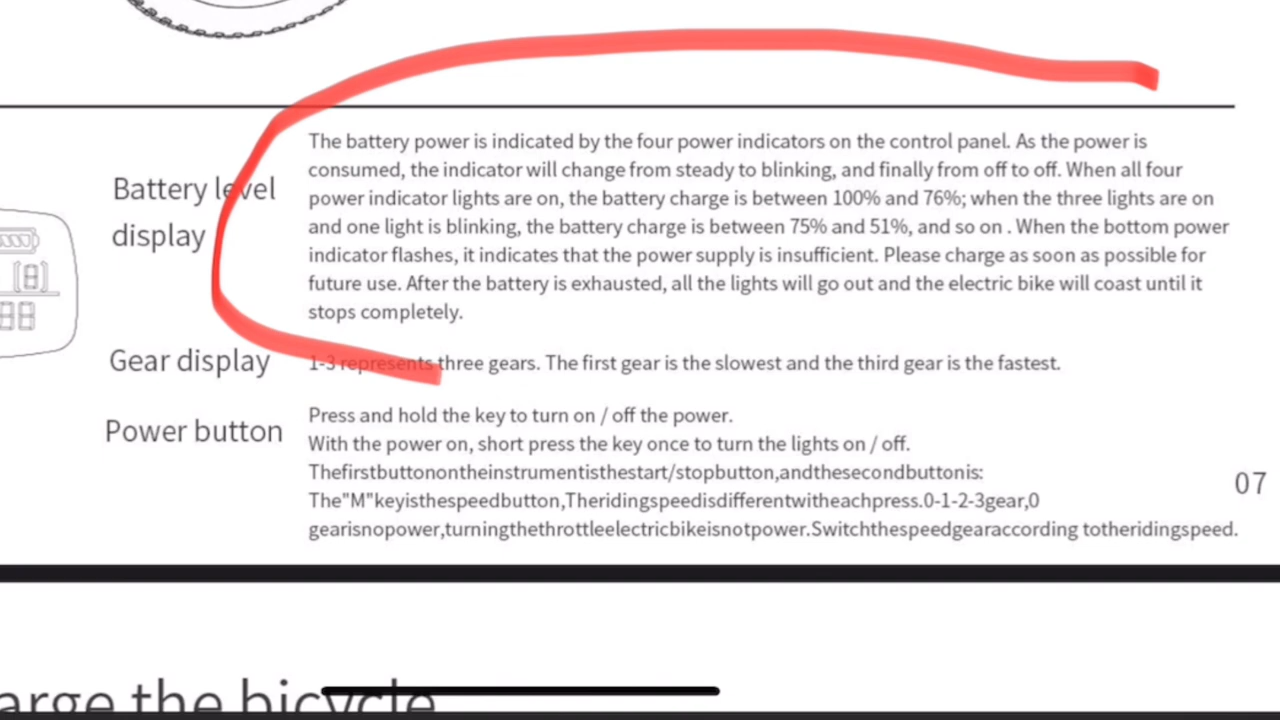 The battery power is indicated by the four power indicators on the control panel. As the power is
consumed, the indicator will change from steady to blinking, and finally from off to off. When all four
power indicator lights are on, the battery charge is between 100% and 76%; when the three lights are on
and one light is blinking, the battery charge is between 75% and 51%, and so on . When the bottom power
indicator flashes, it indicates that the power supply is insufficient. Please charge as soon as possible for
future use. After the battery is exhausted, all the lights will go out and the electric bike will coast until it
stops completely.
Battery level
display
Gear display
1-3 represents three gears. The first gear is the slowest and the third gear is the fastest.
Power button
Press and hold the key to turn on / off the power.
With the power on, short press the key once to turn the lights on / off.
Thefirstbuttonontheinstrumentisthestart/stopbutton,andthesecondbuttonis:
The"M"keyisthespeedbutton,Theridingspeedisdifferentwitheachpress.0-1-2-3gear,0
gearisnopower,turningthethrottleelectricbikeisnotpower.Switchthespeedgearaccording totheridingspeed.
07
arge the bicycle